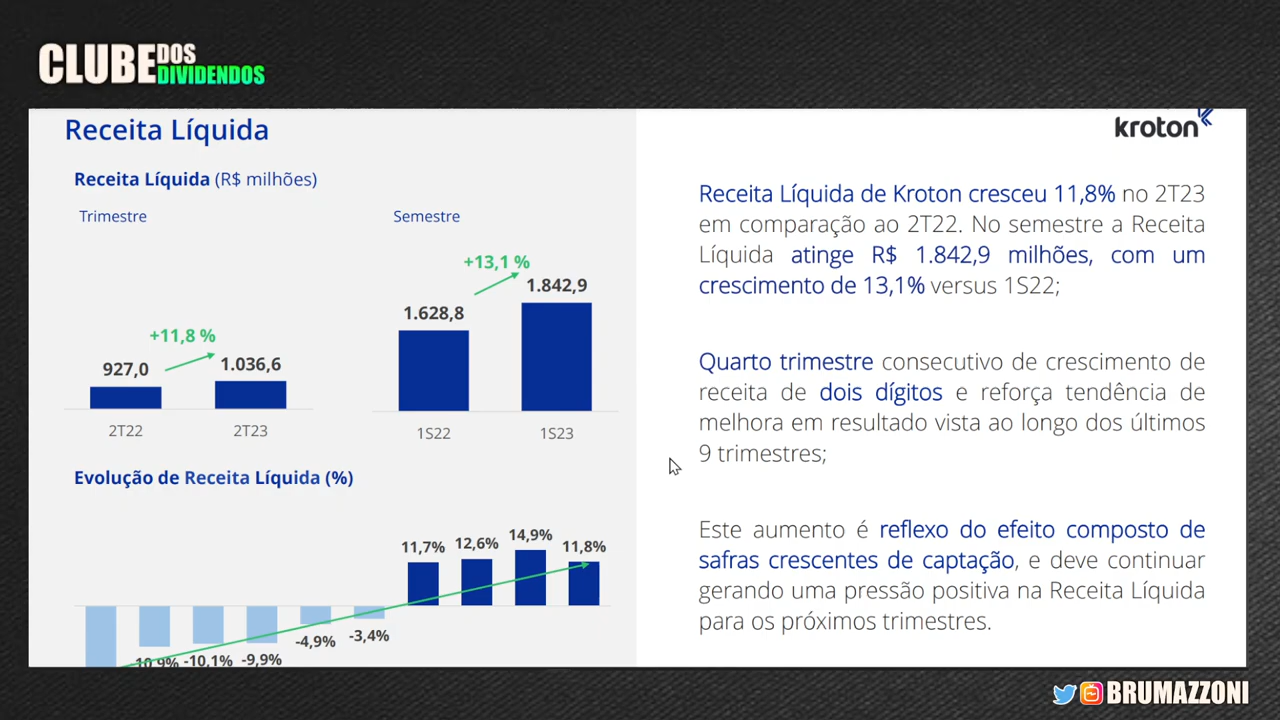 CLUBE DOS DIVIDENDOS
Receita Líquida
kroton
Receita Líquida (R$ milhões)
Trimestre
Semestre
+11,8 %
927,0
1.036,6
2T22
2T23
+13,1 %
1.628,8
1.842,9
1S22
1S23
Evolução de Receita Líquida (%)
-10,9%
-10,1%
-9,9%
-4,9%
-3,4%
11,7%
12,6%
14,9%
11,8%
Receita Líquida de Kroton cresceu 11,8% no 2T23
em comparação ao 2T22. No semestre a Receita
Líquida atinge R$ 1.842,9 milhões, com um
crescimento de 13,1% versus 1S22;
Quarto trimestre consecutivo de crescimento de
receita de dois dígitos e reforça tendência de
melhora em resultado vista ao longo dos últimos
9 trimestres;
Este aumento é reflexo do efeito composto de
safras crescentes de captação, e deve continuar
gerando uma pressão positiva na Receita Líquida
para os próximos trimestres.
BRUMAZZONI